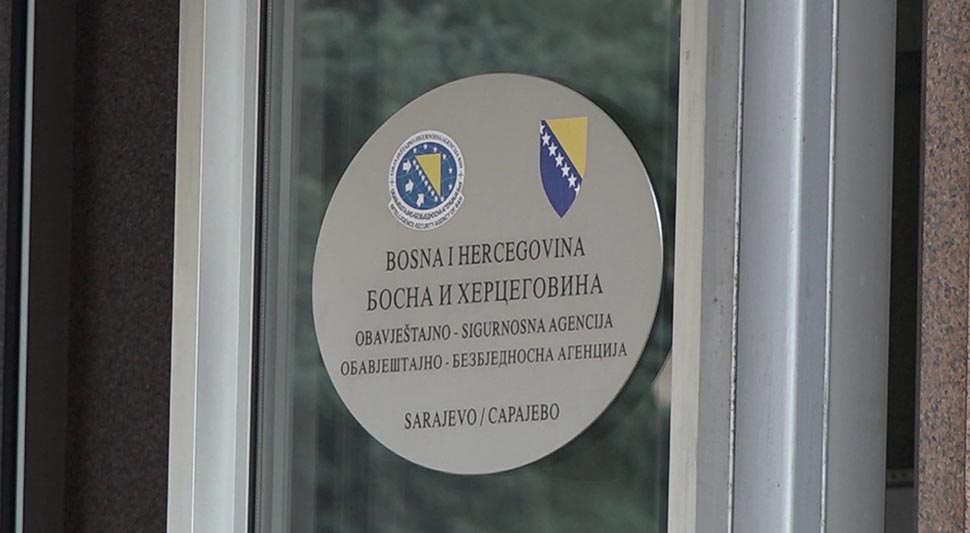 BOSNA I HERCEGOVINA
БОСНА И ХЕРЦЕГОВИНА
OBAVJEŠTAJNO - SIGURNOSNA AGENCIJA
ОБАВЈЕШТАЈНО - БЕЗБЈЕДНОСНА АГЕНЦИЈА
SARAJEVO / САРАЈЕВО